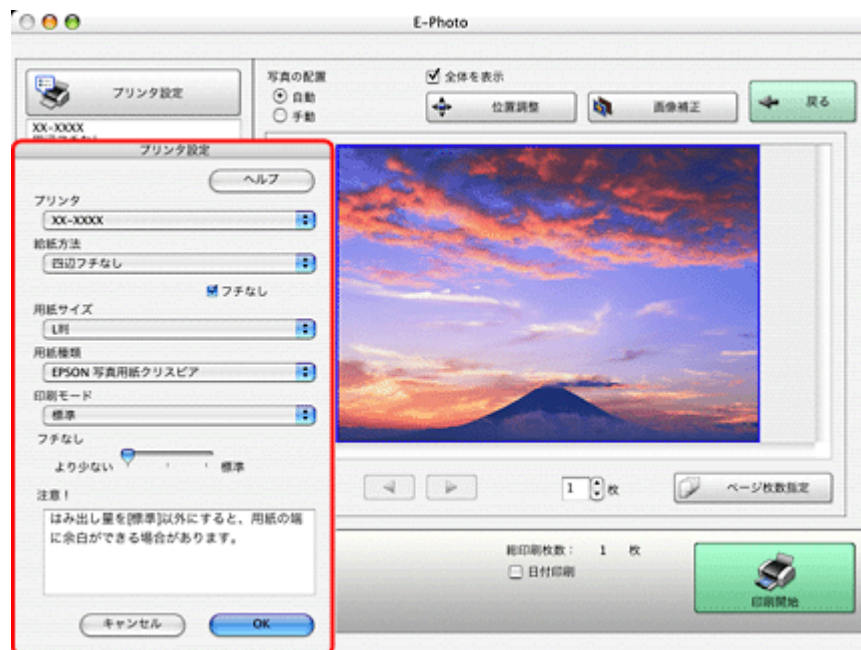 E-Photo
プリンタ設定
XX-XXXX
写真の配置
自動
手動
全体を表示
位置調整
画像補正
戻る
プリンタ設定
ヘルプ
プリンタ
XX-XXXX
給紙方法
四辺フチなし
フチなし
用紙サイズ
L判
用紙種類
EPSON 写真用紙クリスピア
印刷モード
標準
フチなし
より少ない
標準
注意！
はみ出し量を[標準]以外にすると、用紙の端
に余白ができる場合があります。
キャンセル
OK
1 枚
ページ枚数指定
総印刷枚数： 1 枚
日付印刷
印刷開始